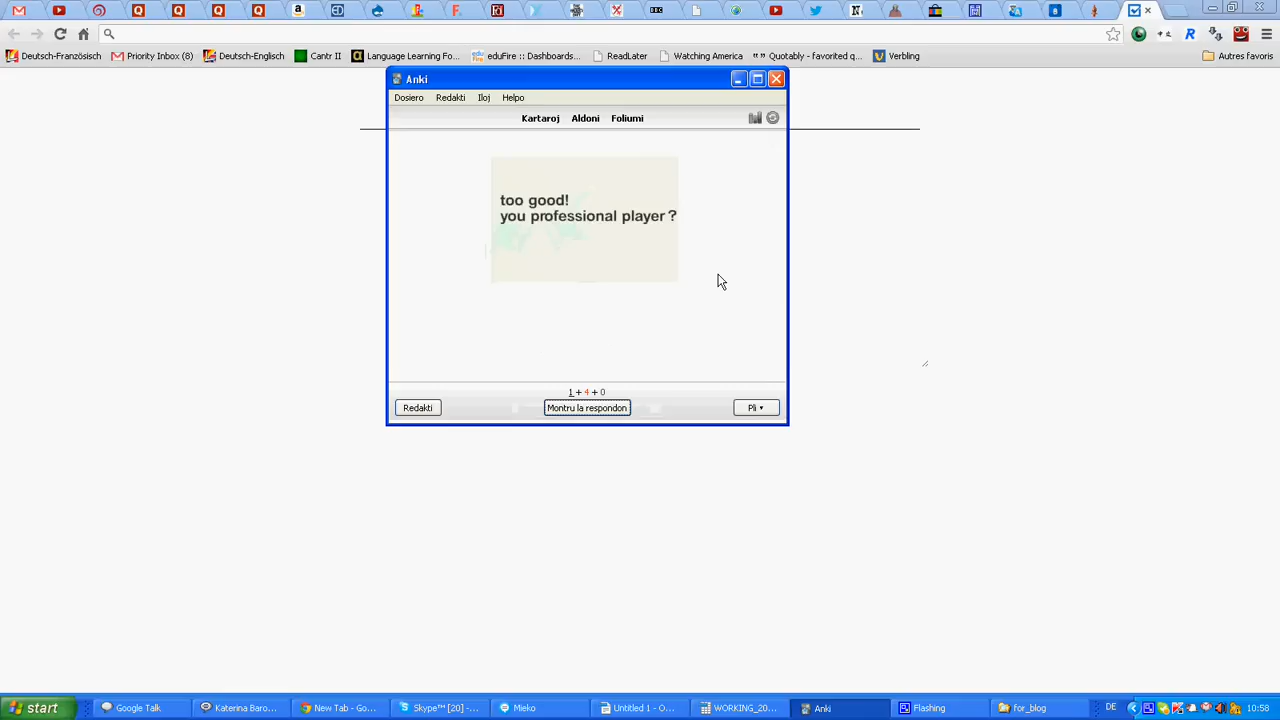 Deutsch-Französisch
Priority Inbox (8)
Deutsch-Englisch
Cantr II
Language Learning Fo...
eduFire :: Dashboards...
ReadLater
Watching America
Quotably - favorited q...
Verbling
Autres favoris
Anki
Dosiero Redakti Iloj Helpo
Kartaroj Aldoni Foliumi
too good!
you professional player ?
1 + 4 + 0
Redakti
Montru la respondon
Pli
start
Google Talk
Katerina Baro...
New Tab - Go...
Skype™ [20] -...
Mieko
Untitled 1 - O...
WORKING_20...
Anki
Flashing
for_blog
DE
10:58